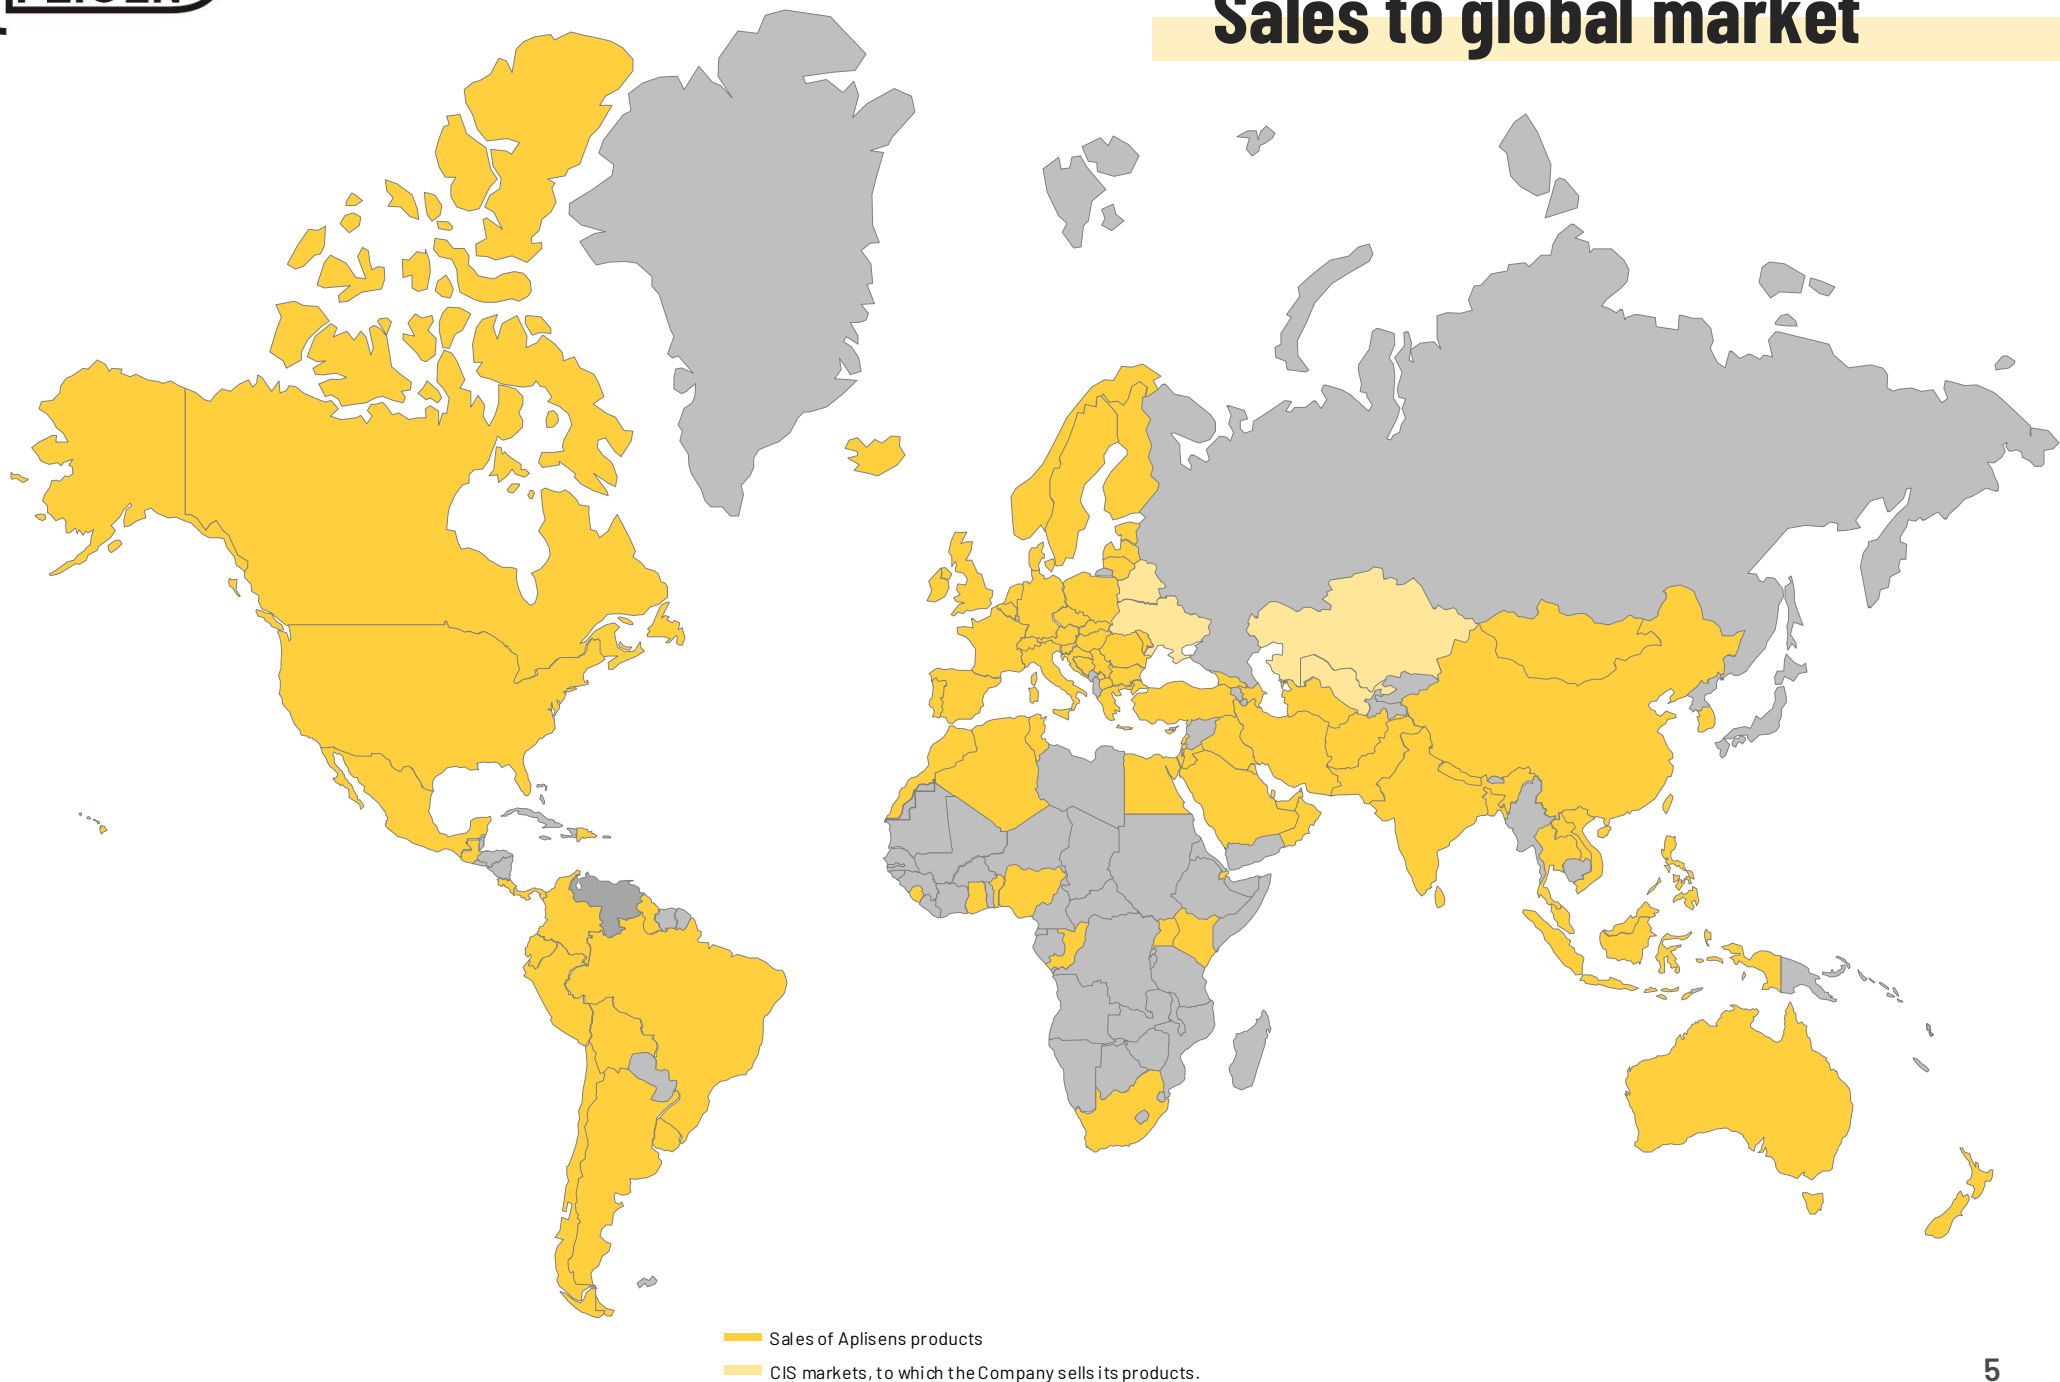 Sales to global market
Sales of Aplisens products
CIS markets, to which the Company sells its products.
5